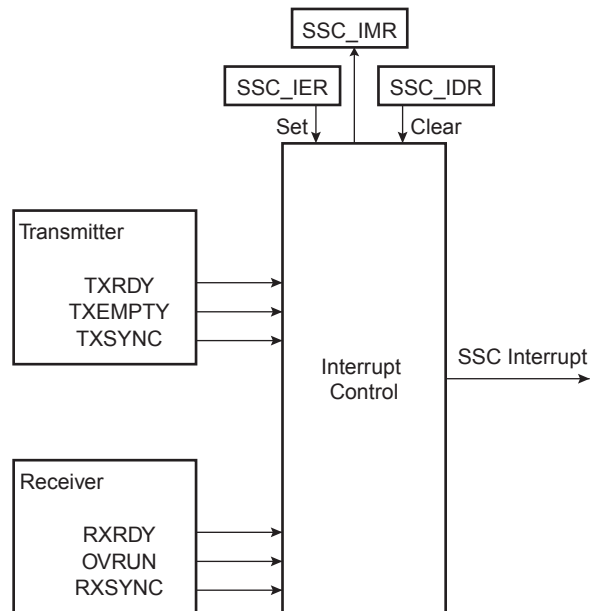 SSC_IMR
SSC_IER
SSC_IDR
Set
Clear
Transmitter
TXRDY
TXEMPTY
TXSYNC
Interrupt
Control
SSC Interrupt
Receiver
RXRDY
OVRUN
RXSYNC